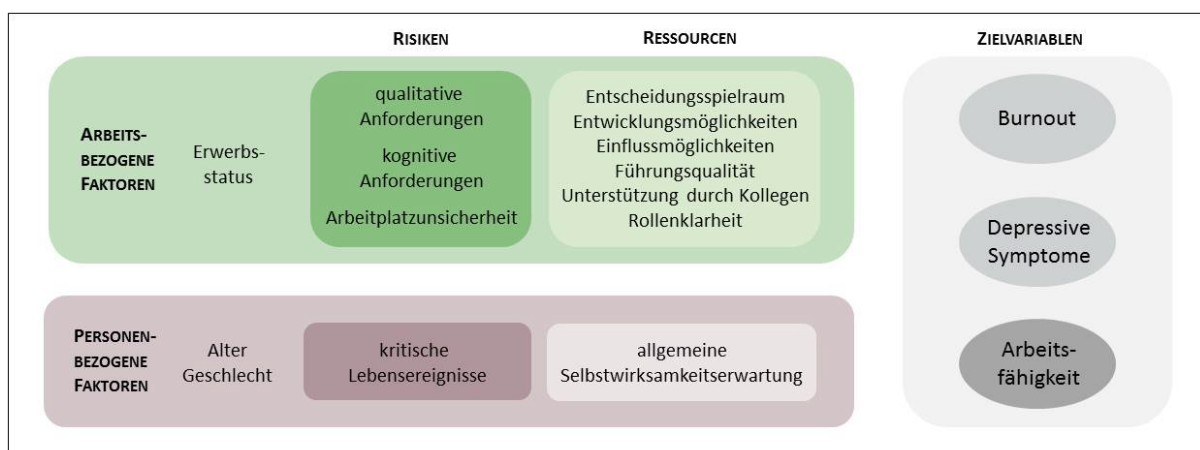 RISIKEN
RESSOURCEN
ZIELVARIABLEN
ARBEITS-
BEZOGENE
FAKTOREN
Erwerbs-
status
qualitative
Anforderungen
kognitive
Anforderungen
Arbeitplatzunsicherheit
Entscheidungsspielraum
Entwicklungsmöglichkeiten
Einflussmöglichkeiten
Führungsqualität
Unterstützung durch Kollegen
Rollenklarheit
PERSONEN-
BEZOGENE
FAKTOREN
Alter
Geschlecht
kritische
Lebensereignisse
allgemeine
Selbstwirksamkeitserwartung
Burnout
Depressive
Symptome
Arbeits-
fähigkeit